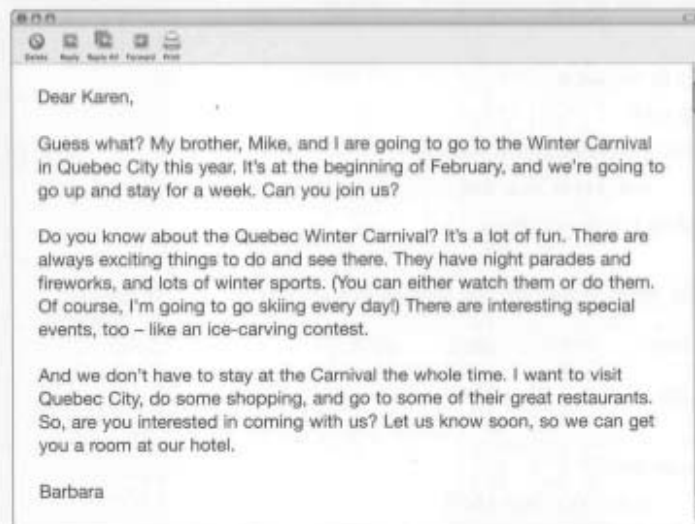 Delete Reply Reply All Forward Print
Dear Karen,
Guess what? My brother, Mike, and I are going to go to the Winter Carnival
in Quebec City this year. It's at the beginning of February, and we're going to
go up and stay for a week. Can you join us?
Do you know about the Quebec Winter Carnival? It's a lot of fun. There are
always exciting things to do and see there. They have night parades and
fireworks, and lots of winter sports. (You can either watch them or do them.
Of course, I'm going to go skiing every day!) There are interesting special
events, too – like an ice-carving contest.
And we don't have to stay at the Carnival the whole time. I want to visit
Quebec City, do some shopping, and go to some of their great restaurants.
So, are you interested in coming with us? Let us know soon, so we can get
you a room at our hotel.
Barbara